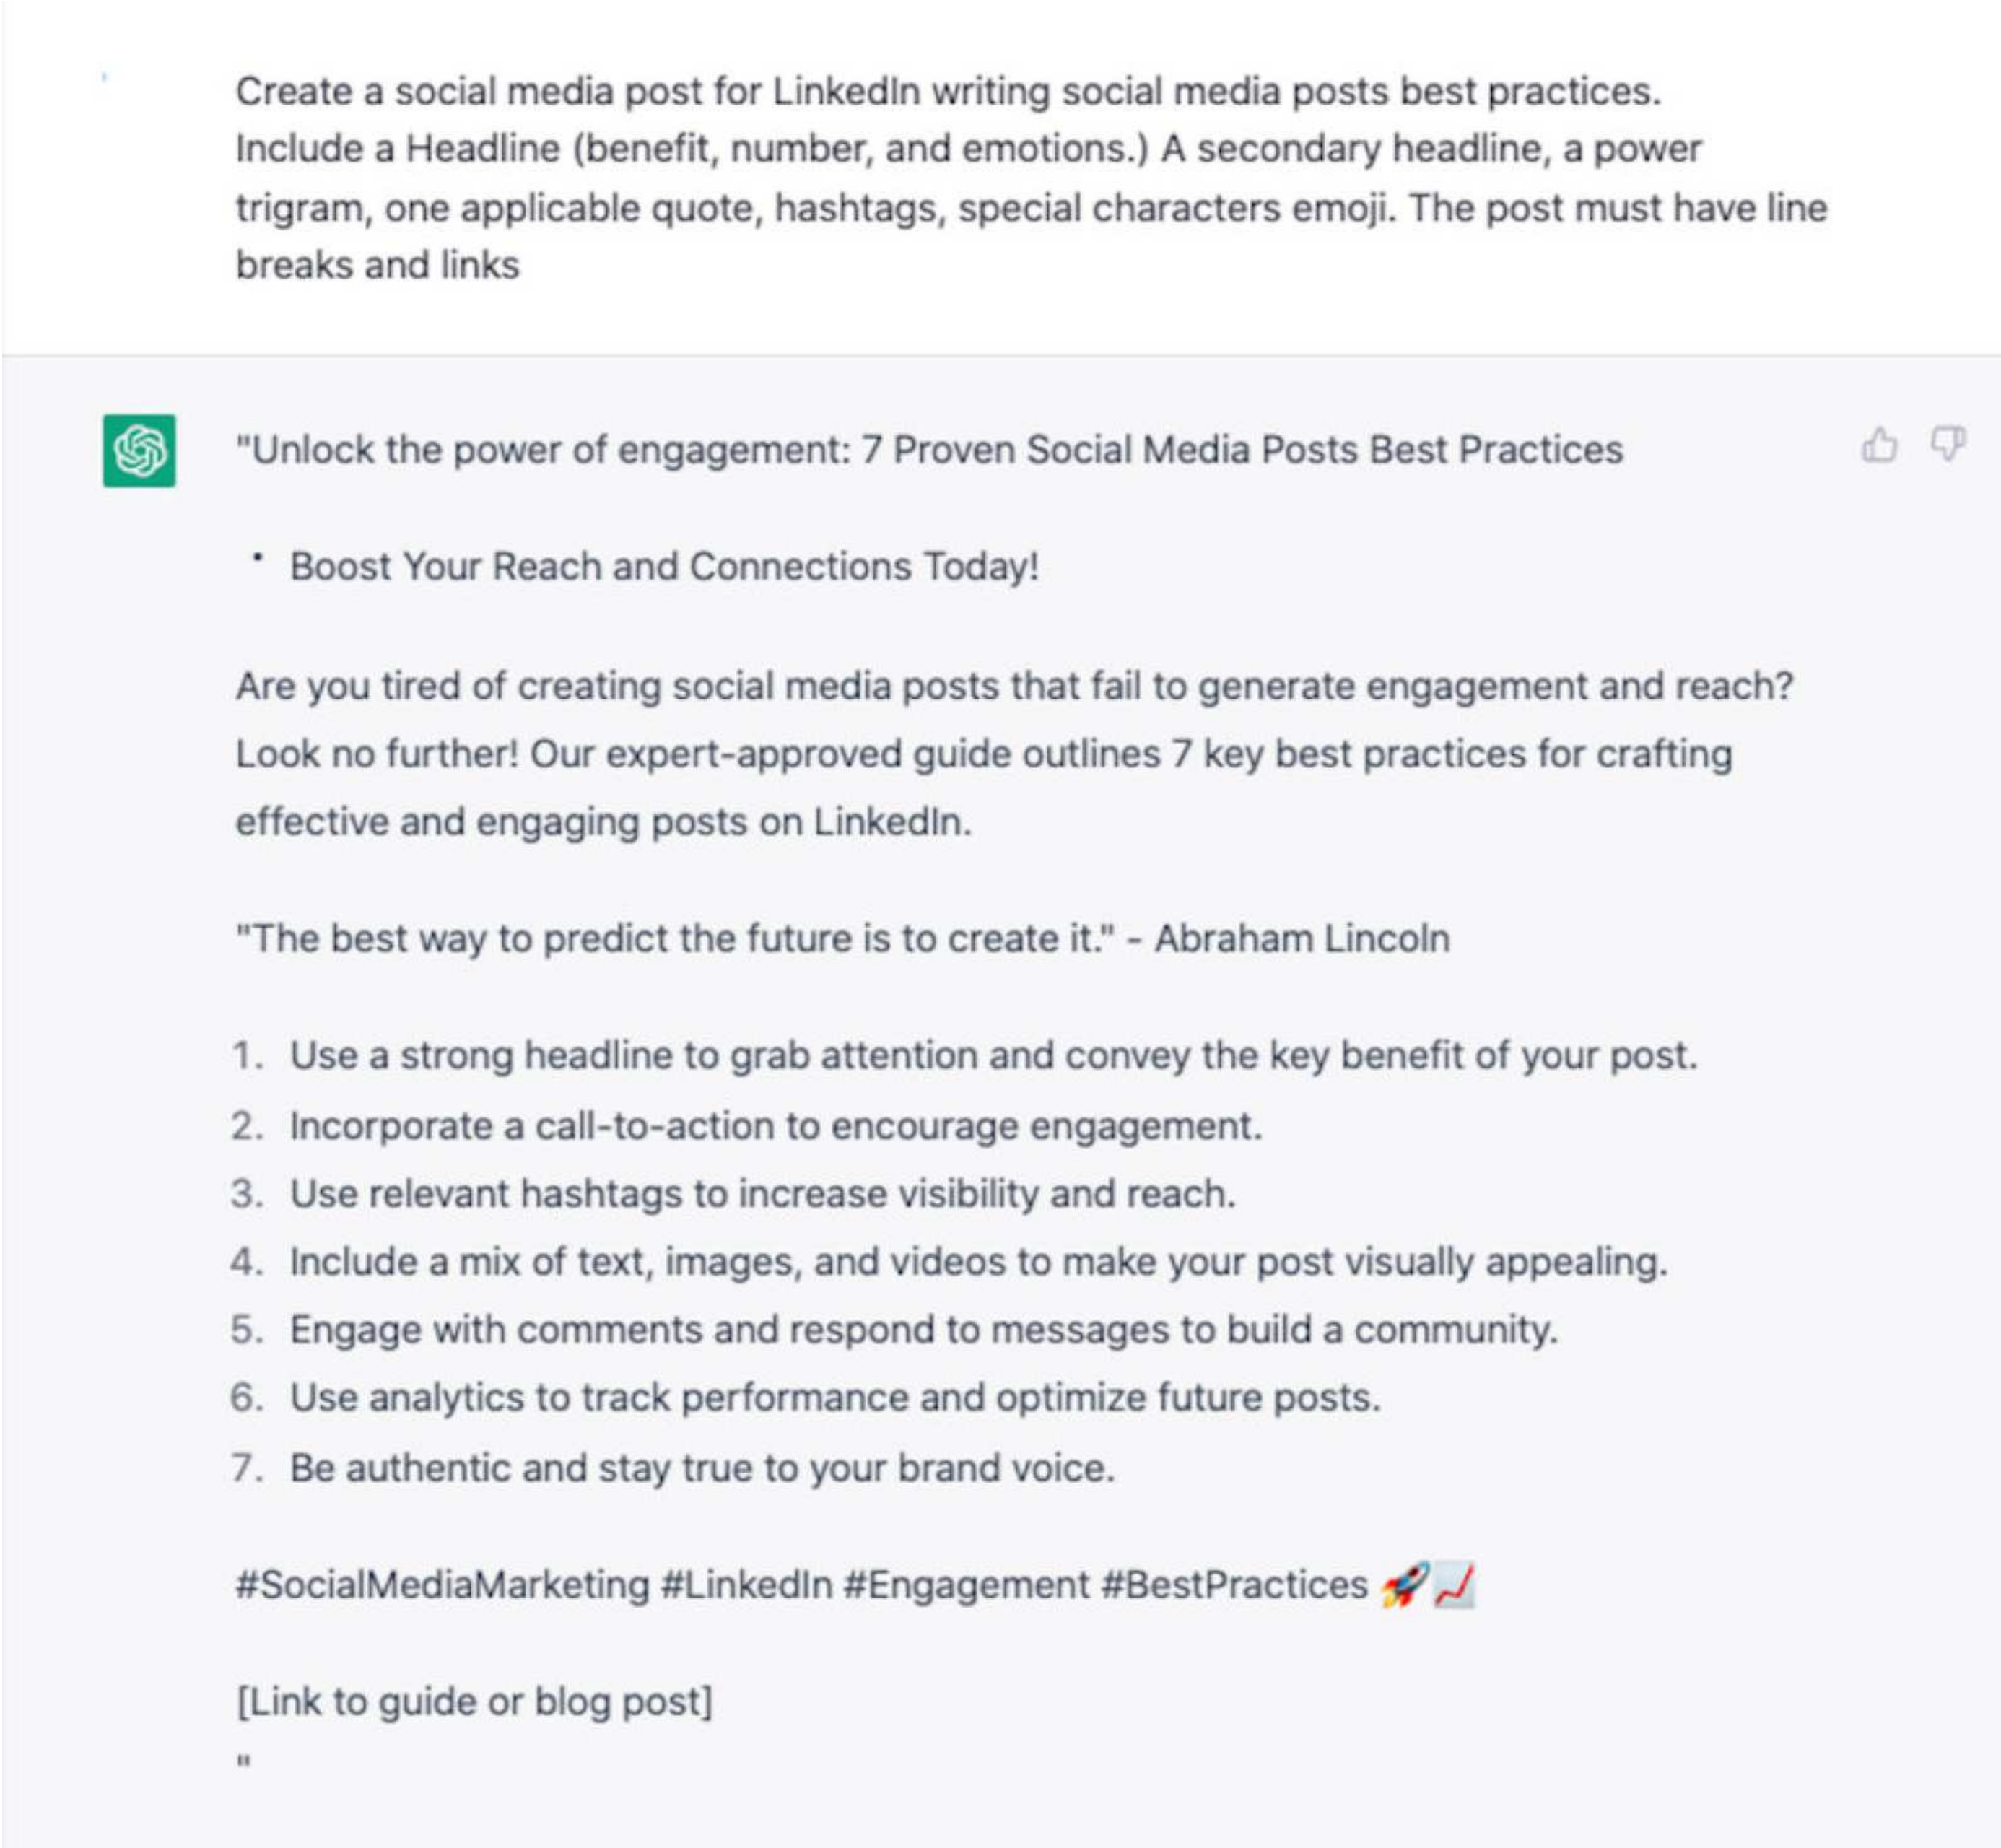 Create a social media post for LinkedIn writing social media posts best practices.
Include a Headline (benefit, number, and emotions.) A secondary headline, a power
trigram, one applicable quote, hashtags, special characters emoji. The post must have line
breaks and links
"Unlock the power of engagement: 7 Proven Social Media Posts Best Practices
• Boost Your Reach and Connections Today!
Are you tired of creating social media posts that fail to generate engagement and reach?
Look no further! Our expert-approved guide outlines 7 key best practices for crafting
effective and engaging posts on LinkedIn.
"The best way to predict the future is to create it." - Abraham Lincoln
1. Use a strong headline to grab attention and convey the key benefit of your post.
2. Incorporate a call-to-action to encourage engagement.
3. Use relevant hashtags to increase visibility and reach.
4. Include a mix of text, images, and videos to make your post visually appealing.
5. Engage with comments and respond to messages to build a community.
6. Use analytics to track performance and optimize future posts.
7. Be authentic and stay true to your brand voice.
#SocialMediaMarketing #LinkedIn #Engagement #BestPractices 🚀📈
[Link to guide or blog post]
"